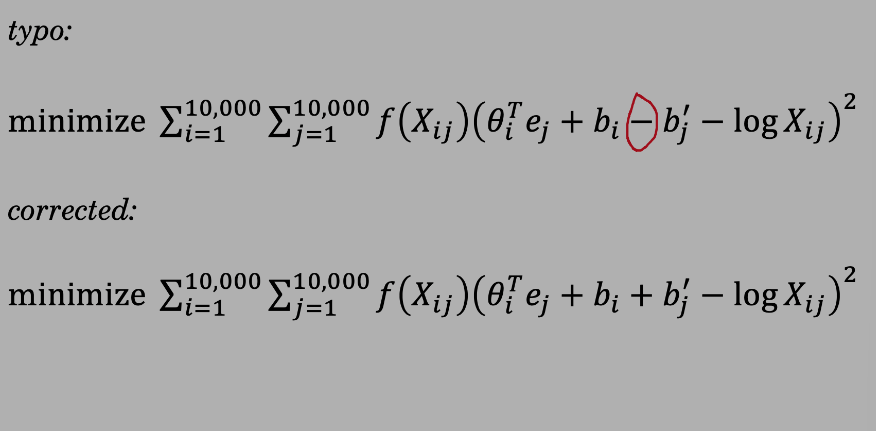 typo:
minimize ∑_{i=1}^{10,000} ∑_{j=1}^{10,000} f(X_{ij})(θ_i^T e_j + b_i − b'_j − log X_{ij})^2
corrected:
minimize ∑_{i=1}^{10,000} ∑_{j=1}^{10,000} f(X_{ij})(θ_i^T e_j + b_i + b'_j − log X_{ij})^2